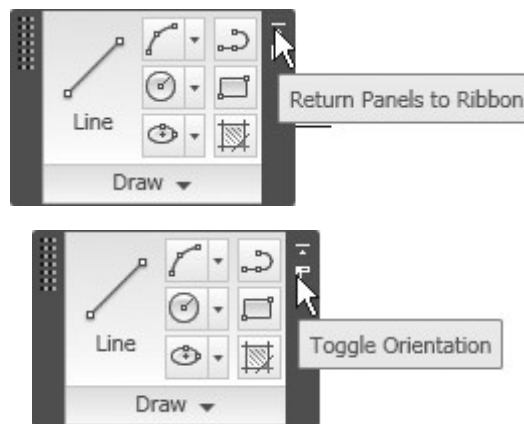 Return Panels to Ribbon
Line
Draw
Toggle Orientation
Line
Draw